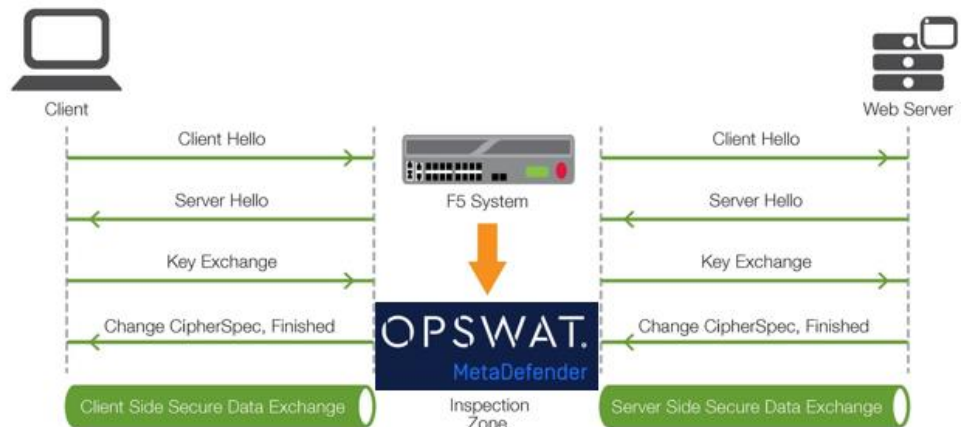 Client
Web Server
Client Hello
Server Hello
Key Exchange
Change CipherSpec, Finished
Client Side Secure Data Exchange
F5 System
OPSWAT.
MetaDefender
Inspection
Zone
Client Hello
Server Hello
Key Exchange
Change CipherSpec, Finished
Server Side Secure Data Exchange